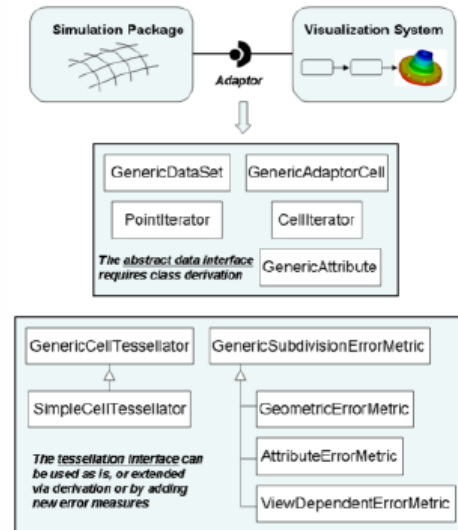 Simulation Package
Visualization System
Adaptor
GenericDataSet
GenericAdaptorCell
PointIterator
CellIterator
The abstract data interface
requires class derivation
GenericAttribute
GenericCellTessellator
GenericSubdivisionErrorMetric
SimpleCellTessellator
GeometricErrorMetric
The tessellation interface can
be used as is, or extended
via derivation or by adding
new error measures
AttributeErrorMetric
ViewDependentErrorMetric